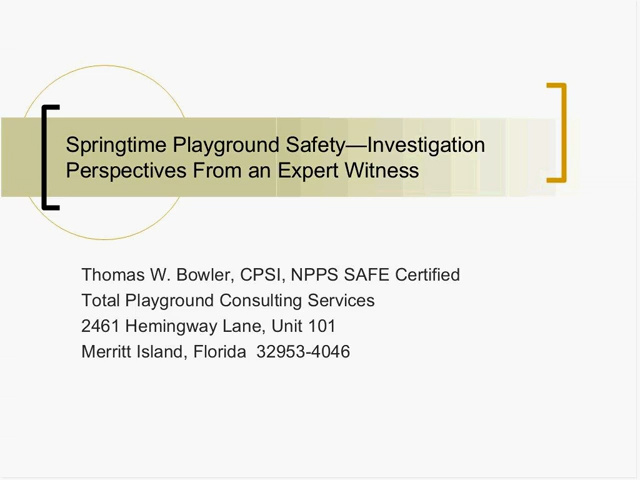 Springtime Playground Safety—Investigation
Perspectives From an Expert Witness
Thomas W. Bowler, CPSI, NPPS SAFE Certified
Total Playground Consulting Services
2461 Hemingway Lane, Unit 101
Merritt Island, Florida  32953-4046